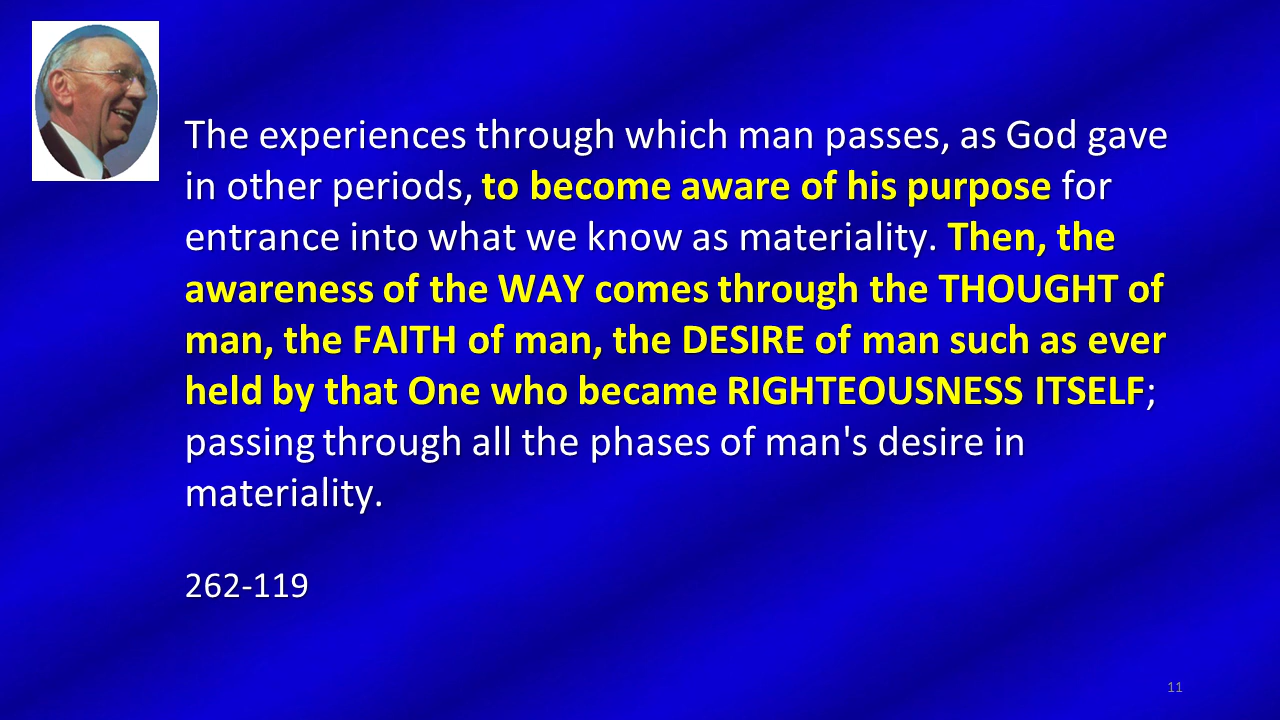 The experiences through which man passes, as God gave
in other periods, to become aware of his purpose for
entrance into what we know as materiality. Then, the
awareness of the WAY comes through the THOUGHT of
man, the FAITH of man, the DESIRE of man such as ever
held by that One who became RIGHTEOUSNESS ITSELF;
passing through all the phases of man's desire in
materiality.
262-119
11